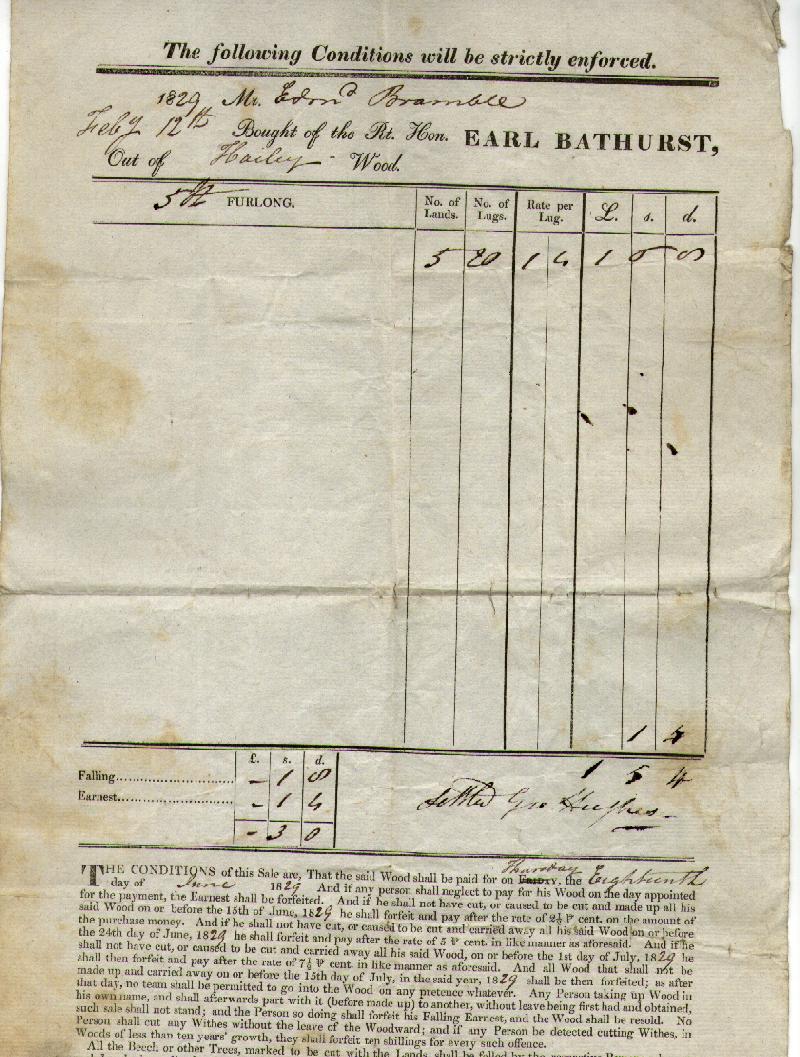 The following Conditions will be strictly enforced.
1829 Mr. Edmd Bramble
Feby 12th Bought of the Rt. Hon. EARL BATHURST,
Out of Hailey Wood.
5th FURLONG. No. of Lands. No. of Lugs. Rate per Lug. £. s. d.
5 20 1 4 1 6 8
1 4
£. s. d. 1 5 4
Falling.............................. – 1 8
Earnest.............................. – 1 4 Settled Geo Hughes
– 3 0
THE CONDITIONS of this Sale are, That the said Wood shall be paid for on FRIDAY, Thursday the Eighteenth
day of June 1829 And if any person shall neglect to pay for his Wood on the day appointed
for the payment, the Earnest shall be forfeited. And if he shall not have cut, or caused to be cut and made up all his
said Wood on or before the 15th of June, 1829 he shall forfeit and pay after the rate of 2½ ⅌ cent. on the amount of
the purchase money. And if he shall not have cut, or caused to be cut and carried away all his said Wood on or before
the 24th day of June, 1829 he shall forfeit and pay after the rate of 5 ⅌ cent. in like manner as aforesaid. And if he
shall not have cut, or caused to be cut and carried away all his said Wood, on or before the 1st day of July, 1829 he
shall then forfeit and pay after the rate of 7½ ⅌ cent. in like manner as aforesaid. And all Wood that shall not be
made up and carried away on or before the 15th day of July, in the said year, 1829 shall be then forfeited; as after
that day, no team shall be permitted to go into the Wood on any pretence whatever. Any Person taking up Wood in
his own name, and shall afterwards part with it (before made up) to another, without leave being first had and obtained,
such sale shall not stand; and the Person so doing shall forfeit his Falling Earnest, and the Wood shall be resold. No
Person shall cut any Withes without the leave of the Woodward; and if any Person be detected cutting Withes, in
Woods of less than ten years' growth, they shall forfeit ten shillings for every such offence.
All the Beech or other Trees, marked to be cut with the Lands, shall be felled by the respective